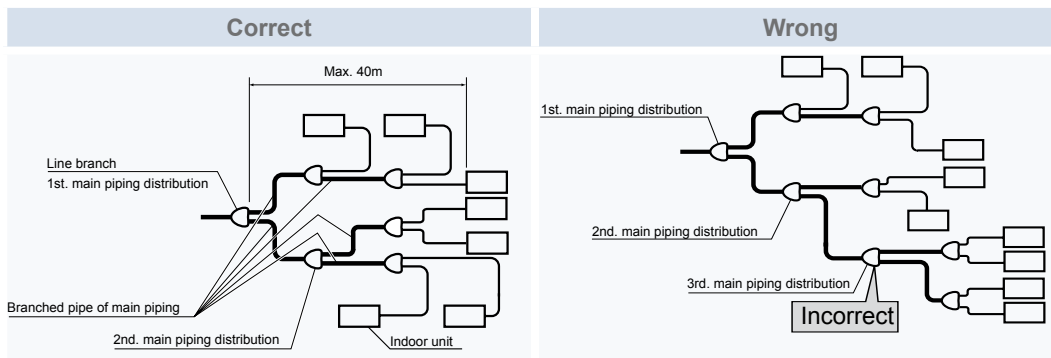 Correct
Max. 40m
Line branch
1st. main piping distribution
Branched pipe of main piping
2nd. main piping distribution
Indoor unit
Wrong
1st. main piping distribution
2nd. main piping distribution
3rd. main piping distribution
Incorrect